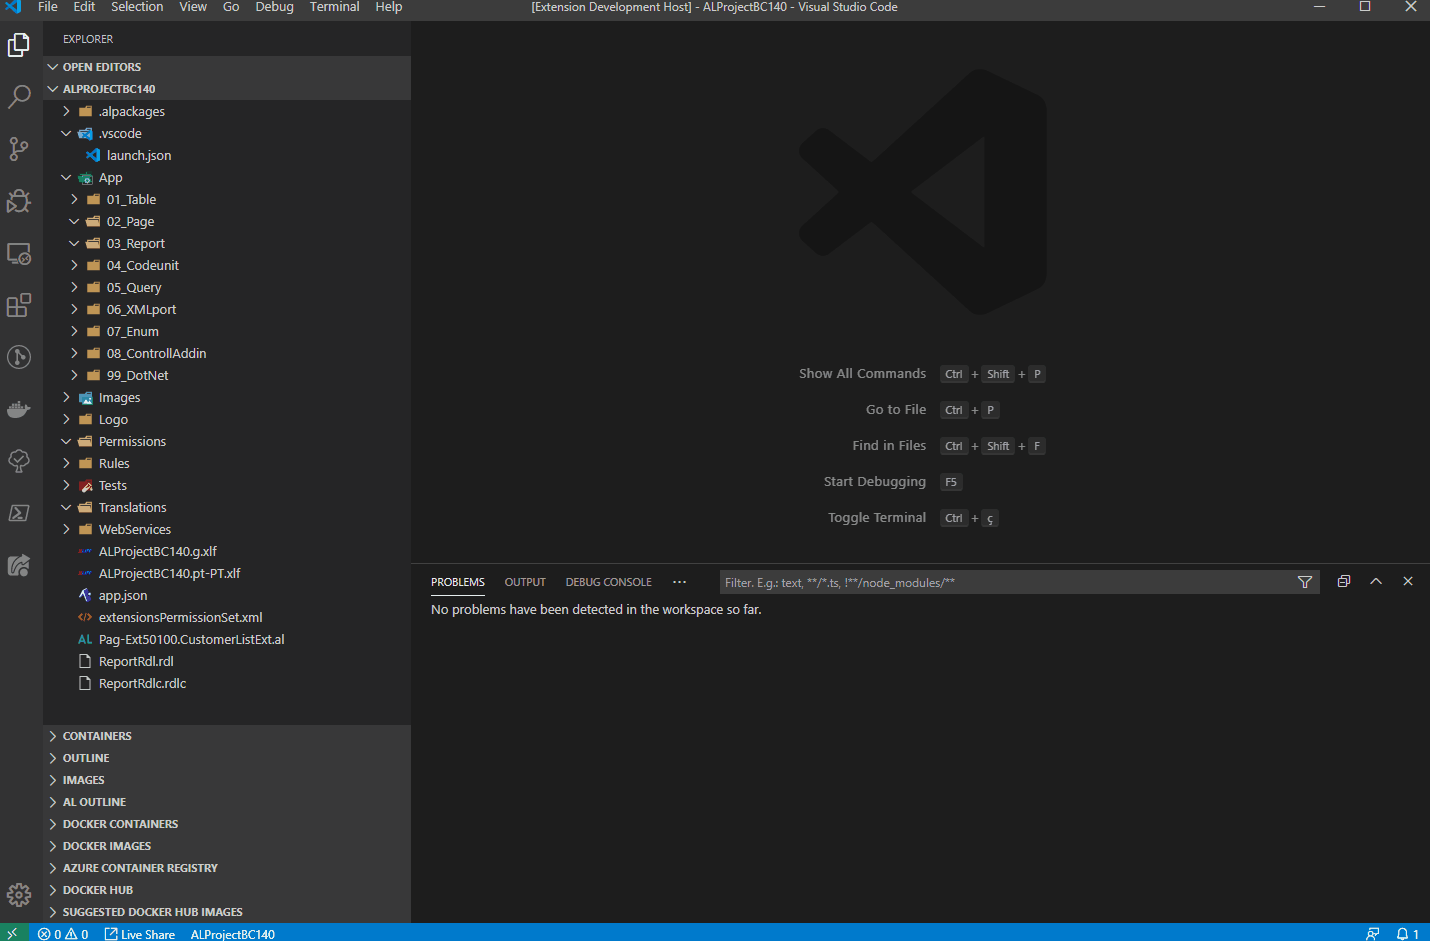 File Edit Selection View Go Debug Terminal Help [Extension Development Host] - ALProjectBC140 - Visual Studio Code
EXPLORER
OPEN EDITORS
ALPROJECTBC140
.alpackages
.vscode
launch.json
App
01_Table
02_Page
03_Report
04_Codeunit
05_Query
06_XMLport
07_Enum
08_ControllAddin
99_DotNet
Images
Logo
Permissions
Rules
Tests
Translations
WebServices
ALProjectBC140.g.xlf
ALProjectBC140.pt-PT.xlf
app.json
extensionsPermissionSet.xml
AL Pag-Ext50100.CustomerListExt.al
ReportRdl.rdl
ReportRdlc.rdlc
CONTAINERS
OUTLINE
IMAGES
AL OUTLINE
DOCKER CONTAINERS
DOCKER IMAGES
AZURE CONTAINER REGISTRY
DOCKER HUB
SUGGESTED DOCKER HUB IMAGES
Show All Commands Ctrl + Shift + P
Go to File Ctrl + P
Find in Files Ctrl + Shift + F
Start Debugging F5
Toggle Terminal Ctrl + ç
PROBLEMS OUTPUT DEBUG CONSOLE ··· Filter. E.g.: text, **/*.ts, !**/node_modules/**
No problems have been detected in the workspace so far.
0 0 Live Share ALProjectBC140 1